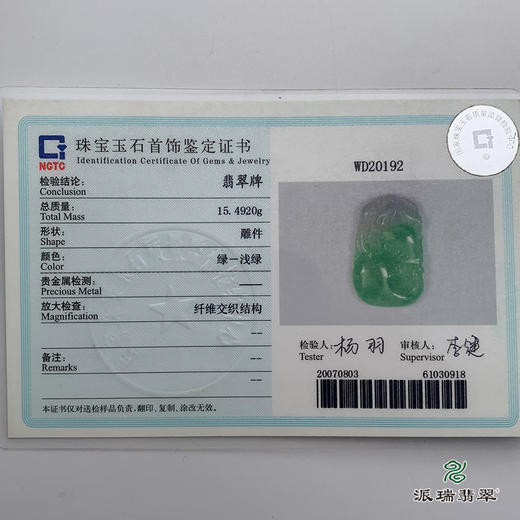 NGTC
珠宝玉石首饰鉴定证书
Identification Certificate Of Gems & Jewelry
检验结论: 翡翠牌
Conclusion
总质量: 15.4920g
Total Mass
形状: 雕件
Shape
颜色: 绿—浅绿
Color
贵金属检测: ——
Precious Metal
放大检查: 纤维交织结构
Magnification
--
备注: --
Remarks
--
本证书仅对送检样品负责,翻印、复制、涂改无效。
WD20192
检验人: 杨羽 审核人: 李键
Tester Supervisor
20070803 61030918
派瑞翡翠